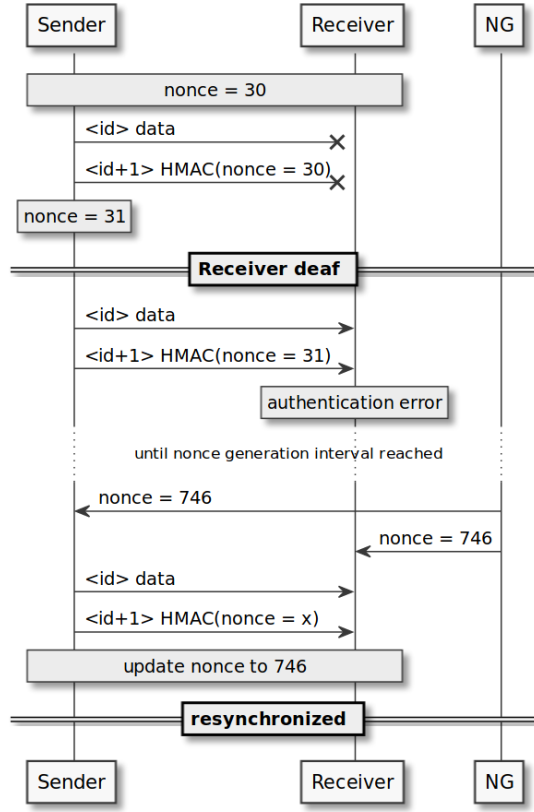 Sender Receiver NG
nonce = 30
<id> data
<id+1> HMAC(nonce = 30)
nonce = 31
Receiver deaf
<id> data
<id+1> HMAC(nonce = 31)
authentication error
until nonce generation interval reached
nonce = 746
nonce = 746
<id> data
<id+1> HMAC(nonce = x)
update nonce to 746
resynchronized
Sender Receiver NG